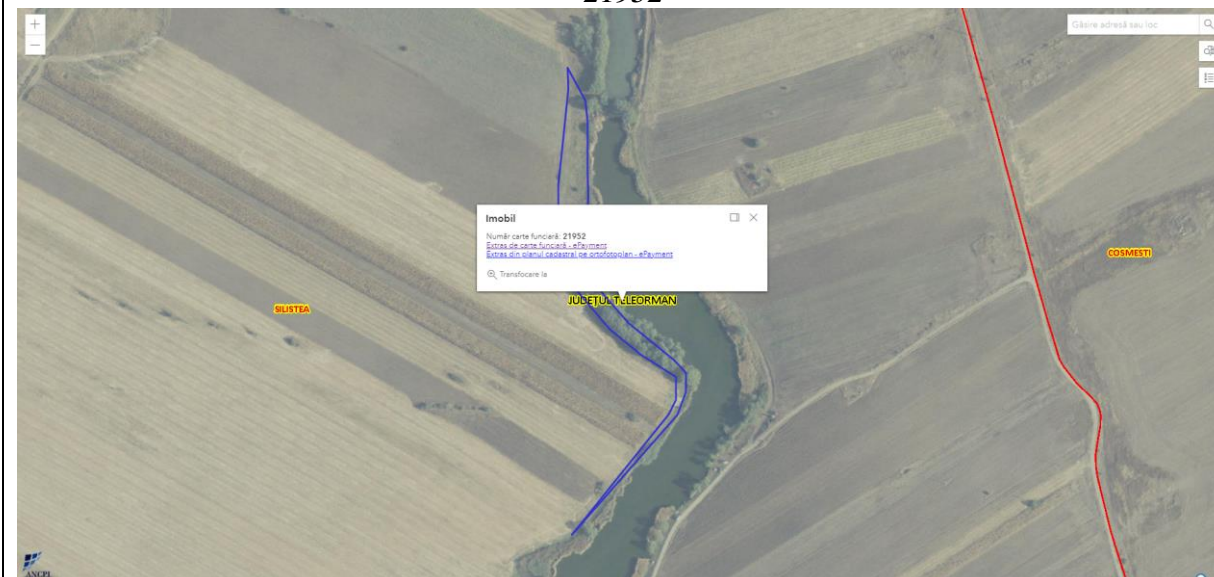 21952
+
Găsire adresă sau loc
−
Imobil
Număr carte funciară: 21952
Extras de carte funciară - ePayment
Extras din planul cadastral pe ortofotoplan - ePayment
Transfocare la
COSMESTI
JUDEȚUL TELEORMAN
SILISTEA
ANCPI